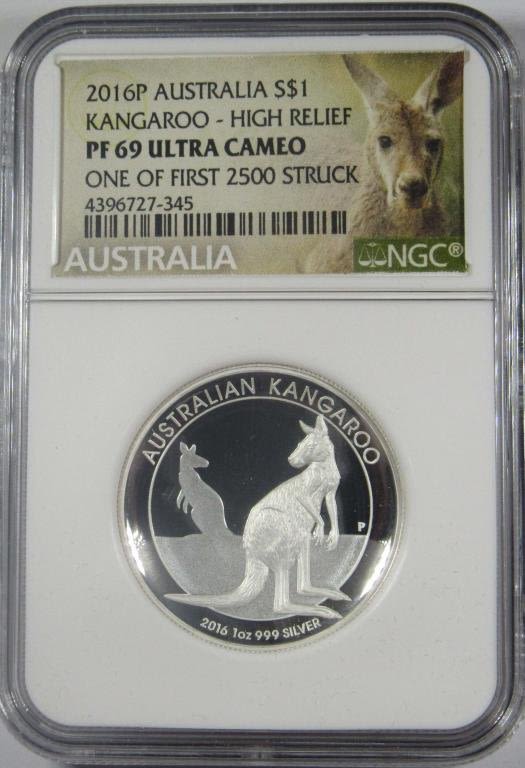 2016P AUSTRALIA S$1
KANGAROO - HIGH RELIEF
PF 69 ULTRA CAMEO
ONE OF FIRST 2500 STRUCK
4396727-345
AUSTRALIA
NGC®
AUSTRALIAN KANGAROO
P
2016 1oz 999 SILVER